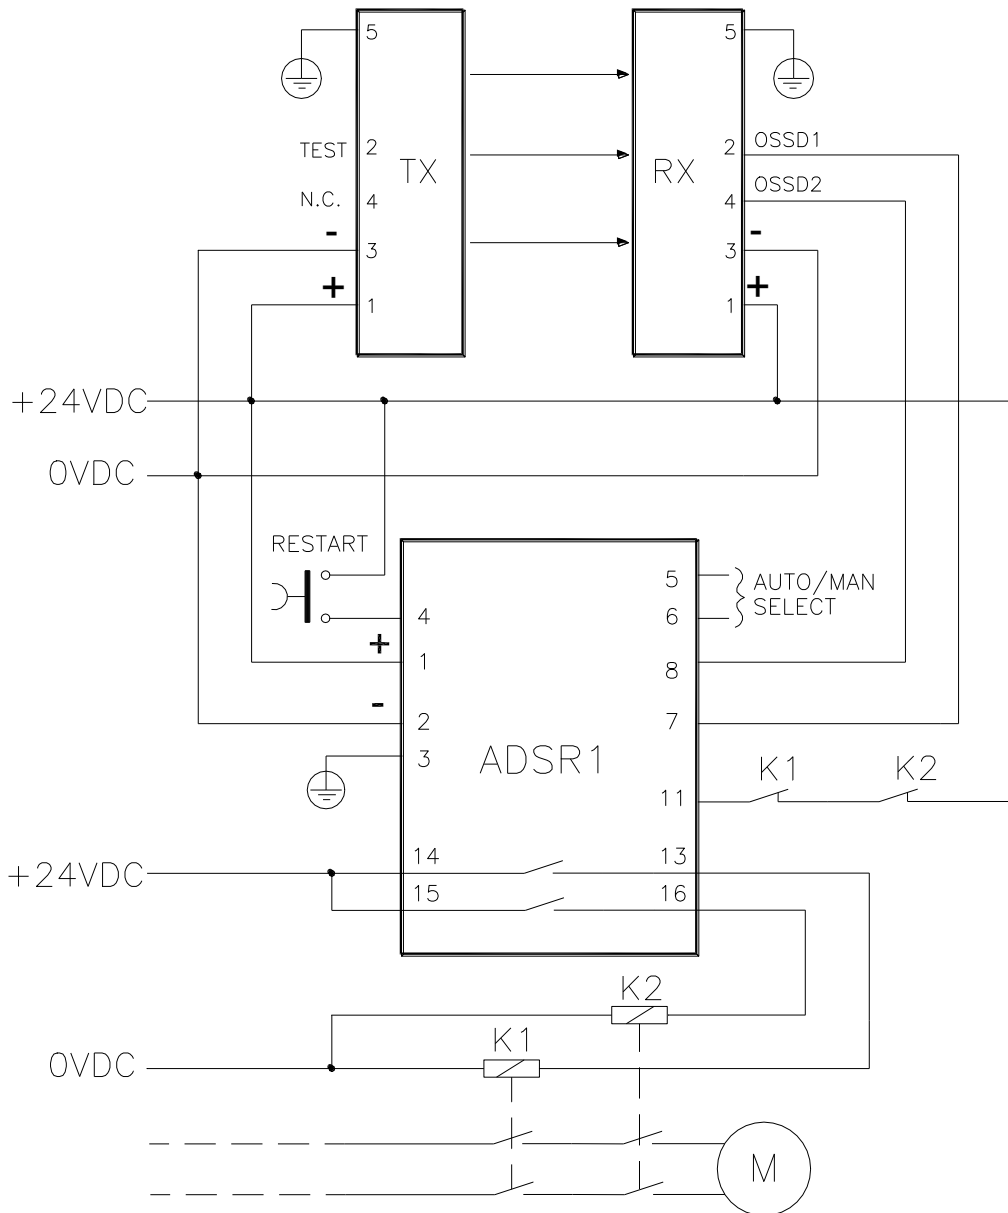 5
5
TEST 2
TX
RX
2 OSSD1
N.C. 4
4 OSSD2
- 3
3 -
+ 1
1 +
+24VDC
0VDC
RESTART
5
AUTO/MAN
SELECT
4
6
+ 1
8
- 2
7
3
ADSR1
K1
K2
11
+24VDC
14
13
15
16
K2
K1
0VDC
M